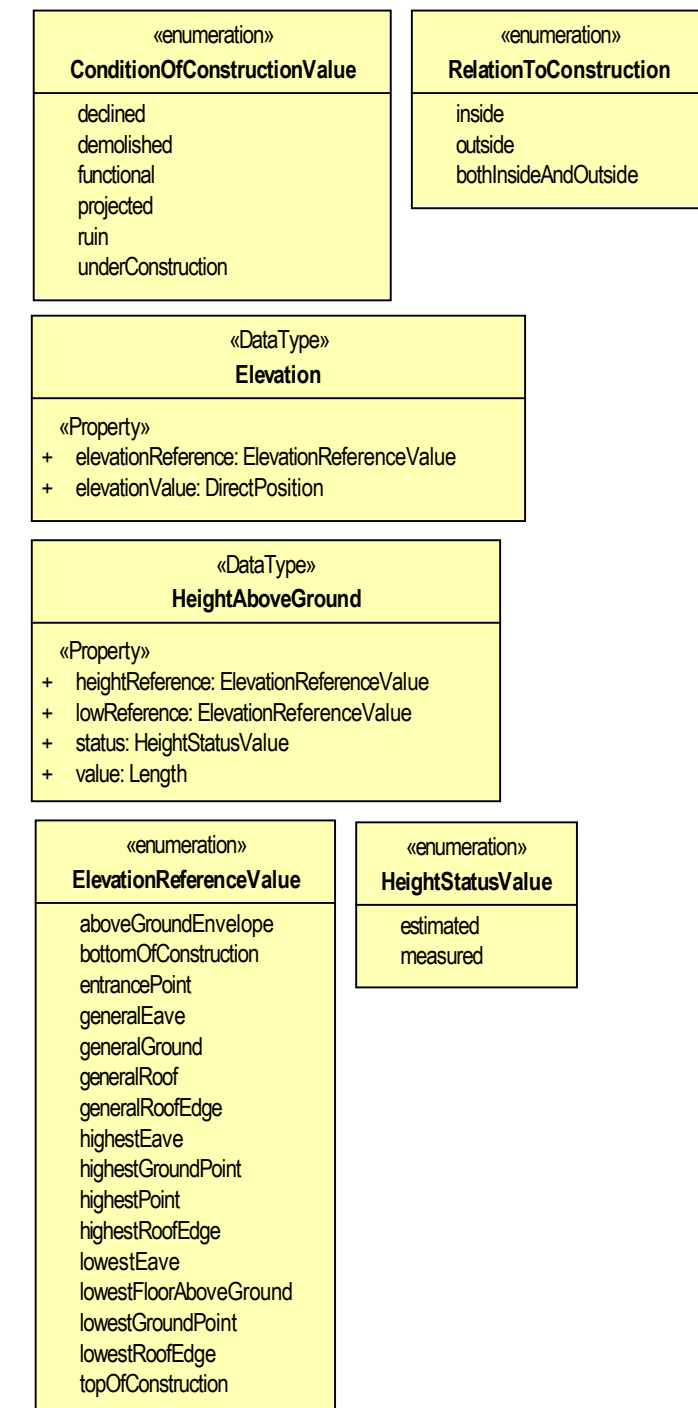 «enumeration»
ConditionOfConstructionValue
declined
demolished
functional
projected
ruin
underConstruction
«enumeration»
RelationToConstruction
inside
outside
bothInsideAndOutside
«DataType»
Elevation
«Property»
+ elevationReference: ElevationReferenceValue
+ elevationValue: DirectPosition
«DataType»
HeightAboveGround
«Property»
+ heightReference: ElevationReferenceValue
+ lowReference: ElevationReferenceValue
+ status: HeightStatusValue
+ value: Length
«enumeration»
ElevationReferenceValue
aboveGroundEnvelope
bottomOfConstruction
entrancePoint
generalEave
generalGround
generalRoof
generalRoofEdge
highestEave
highestGroundPoint
highestPoint
highestRoofEdge
lowestEave
lowestFloorAboveGround
lowestGroundPoint
lowestRoofEdge
topOfConstruction
«enumeration»
HeightStatusValue
estimated
measured